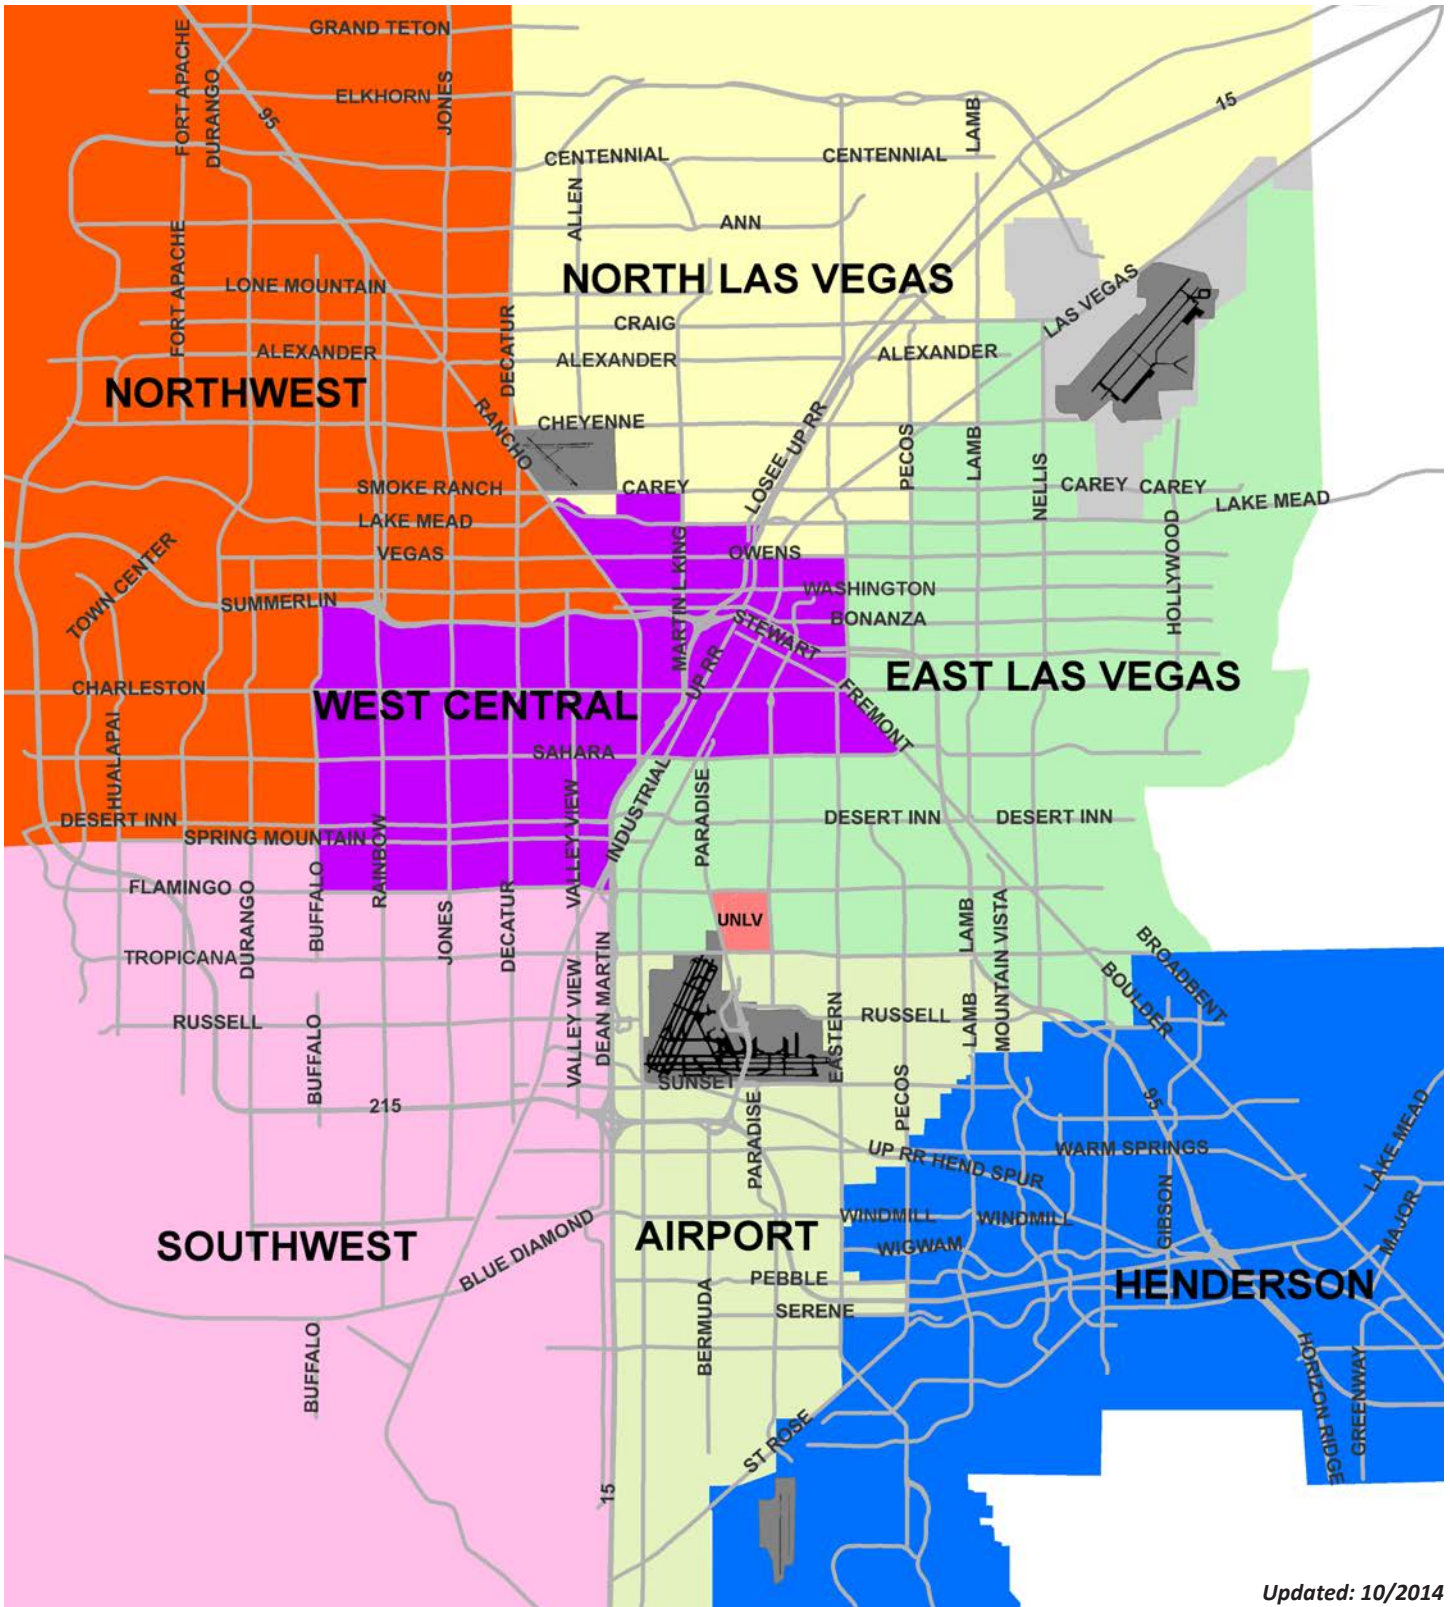 GRAND TETON
FORT APACHE
DURANGO
ELKHORN
JONES
95
LAMB
15
CENTENNIAL
CENTENNIAL
ALLEN
ANN
FORT APACHE
LONE MOUNTAIN
NORTH LAS VEGAS
LAS VEGAS
DECATUR
CRAIG
ALEXANDER
ALEXANDER
ALEXANDER
NORTHWEST
RANCHO
CHEYENNE
LOSEE
UP RR
PECOS
LAMB
NELLIS
SMOKE RANCH
CAREY
CAREY
CAREY
LAKE MEAD
LAKE MEAD
VEGAS
MARTIN L KING
OWENS
HOLLYWOOD
TOWN CENTER
SUMMERLIN
WASHINGTON
BONANZA
STEWART
UP RR
EAST LAS VEGAS
CHARLESTON
WEST CENTRAL
FREMONT
HUALAPAI
SAHARA
INDUSTRIAL
PARADISE
VALLEY VIEW
DESERT INN
DESERT INN
DESERT INN
SPRING MOUNTAIN
RAINBOW
BUFFALO
FLAMINGO
DURANGO
JONES
DECATUR
UNLV
LAMB
MOUNTAIN VISTA
BROADBENT
TROPICANA
VALLEY VIEW
DEAN MARTIN
BOULDER
RUSSELL
BUFFALO
EASTERN
RUSSELL
LAMB
SUNSET
PECOS
95
215
PARADISE
LAKE MEAD
UP RR HEND SPUR
WARM SPRINGS
GIBSON
MAJOR
WINDMILL
WINDMILL
SOUTHWEST
BLUE DIAMOND
AIRPORT
WIGWAM
PEBBLE
HENDERSON
BERMUDA
SERENE
BUFFALO
HORIZON RIDGE
GREENWAY
ST ROSE
15
Updated: 10/2014